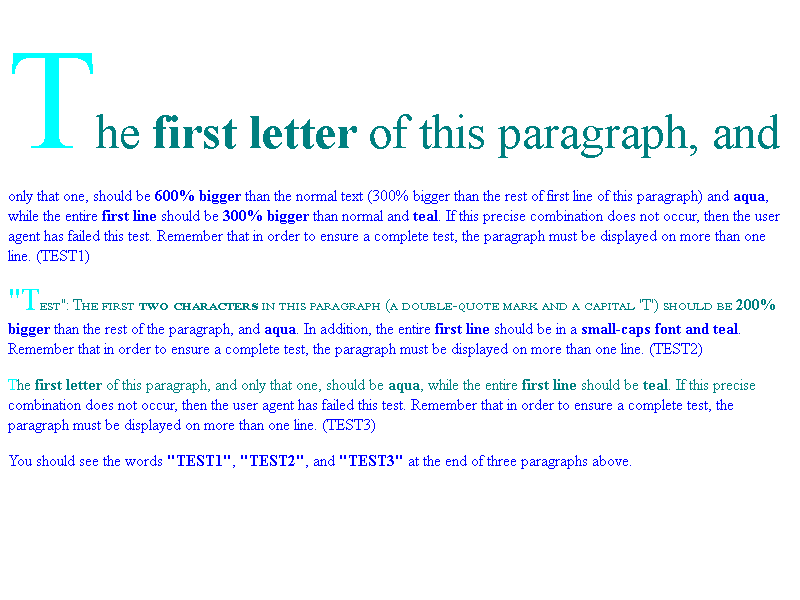 The first letter of this paragraph, and
only that one, should be 600% bigger than the normal text (300% bigger than the rest of first line of this paragraph) and aqua,
while the entire first line should be 300% bigger than normal and teal. If this precise combination does not occur, then the user
agent has failed this test. Remember that in order to ensure a complete test, the paragraph must be displayed on more than one
line. (TEST1)
"Test": The first two characters in this paragraph (a double-quote mark and a capital 'T') should be 200%
bigger than the rest of the paragraph, and aqua. In addition, the entire first line should be in a small-caps font and teal.
Remember that in order to ensure a complete test, the paragraph must be displayed on more than one line. (TEST2)
The first letter of this paragraph, and only that one, should be aqua, while the entire first line should be teal. If this precise
combination does not occur, then the user agent has failed this test. Remember that in order to ensure a complete test, the
paragraph must be displayed on more than one line. (TEST3)
You should see the words "TEST1", "TEST2", and "TEST3" at the end of three paragraphs above.